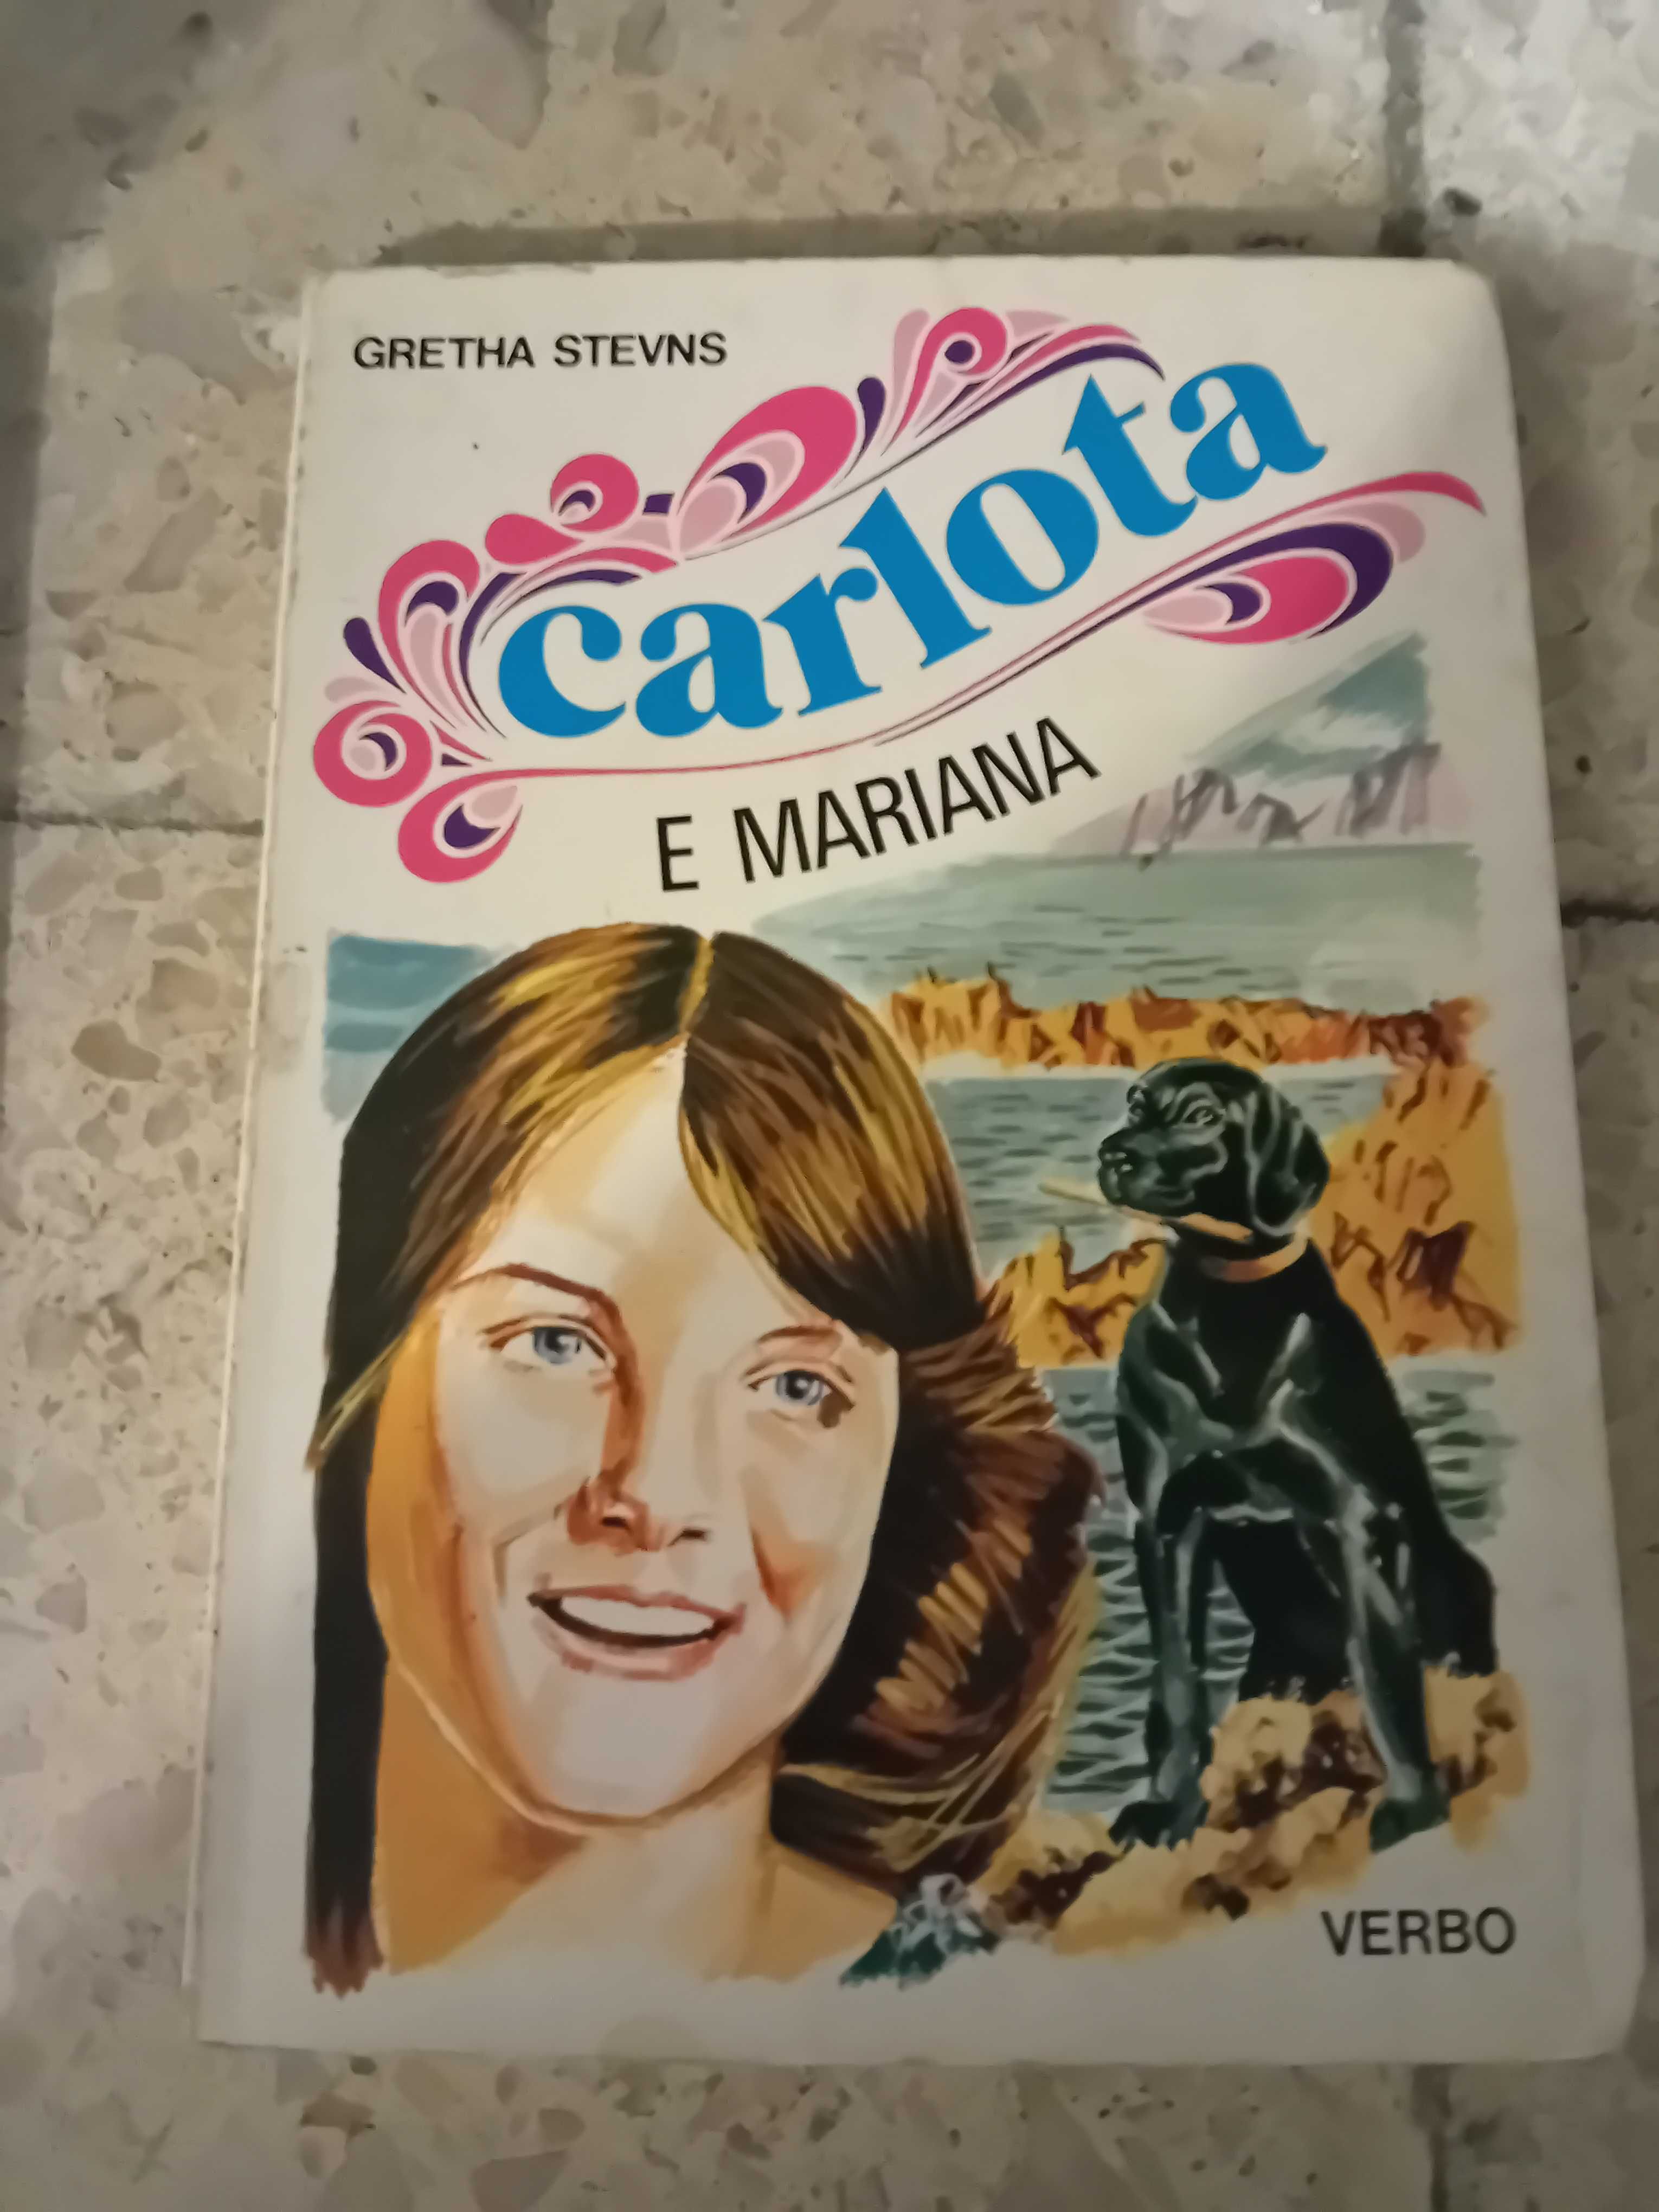 GRETHA STEVNS
carlota
E MARIANA
VERBO